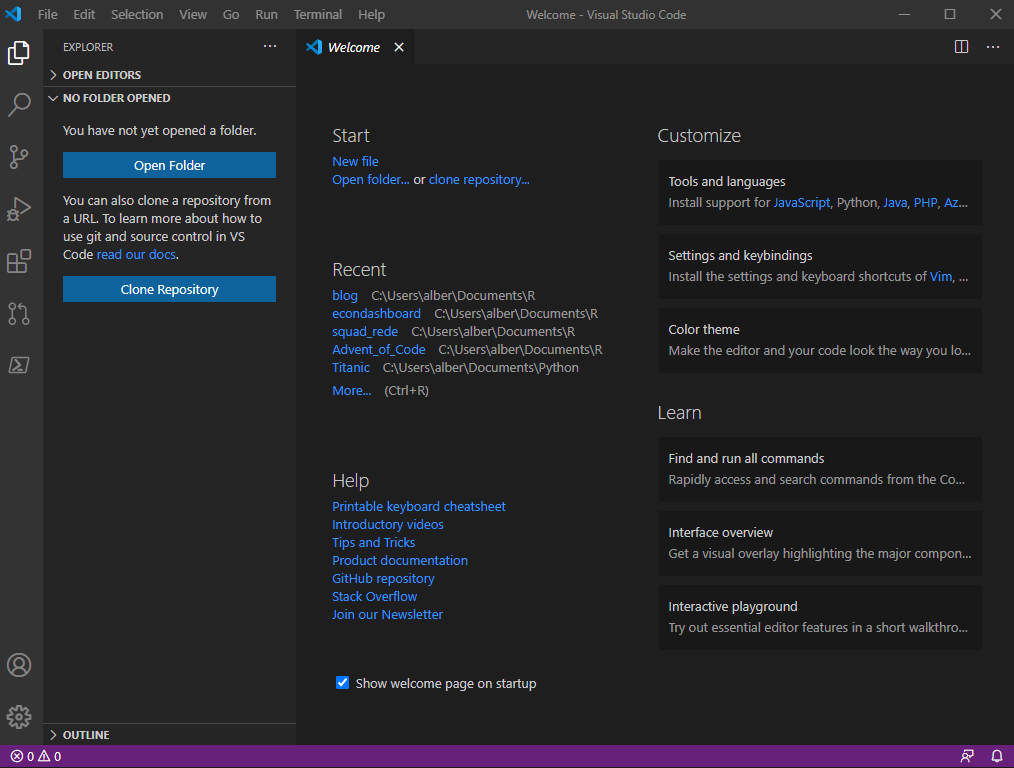 File Edit Selection View Go Run Terminal Help
Welcome - Visual Studio Code
EXPLORER
OPEN EDITORS
NO FOLDER OPENED
You have not yet opened a folder.
Open Folder
You can also clone a repository from
a URL. To learn more about how to
use git and source control in VS
Code read our docs.
Clone Repository
OUTLINE
Welcome
Start
New file
Open folder... or clone repository...
Recent
blog C:\Users\alber\Documents\R
econdashboard C:\Users\alber\Documents\R
squad_rede C:\Users\alber\Documents\R
Advent_of_Code C:\Users\alber\Documents\R
Titanic C:\Users\alber\Documents\Python
More... (Ctrl+R)
Help
Printable keyboard cheatsheet
Introductory videos
Tips and Tricks
Product documentation
GitHub repository
Stack Overflow
Join our Newsletter
Show welcome page on startup
Customize
Tools and languages
Install support for JavaScript, Python, Java, PHP, Az...
Settings and keybindings
Install the settings and keyboard shortcuts of Vim, ...
Color theme
Make the editor and your code look the way you lo...
Learn
Find and run all commands
Rapidly access and search commands from the Co...
Interface overview
Get a visual overlay highlighting the major compon...
Interactive playground
Try out essential editor features in a short walkthro...
0 0